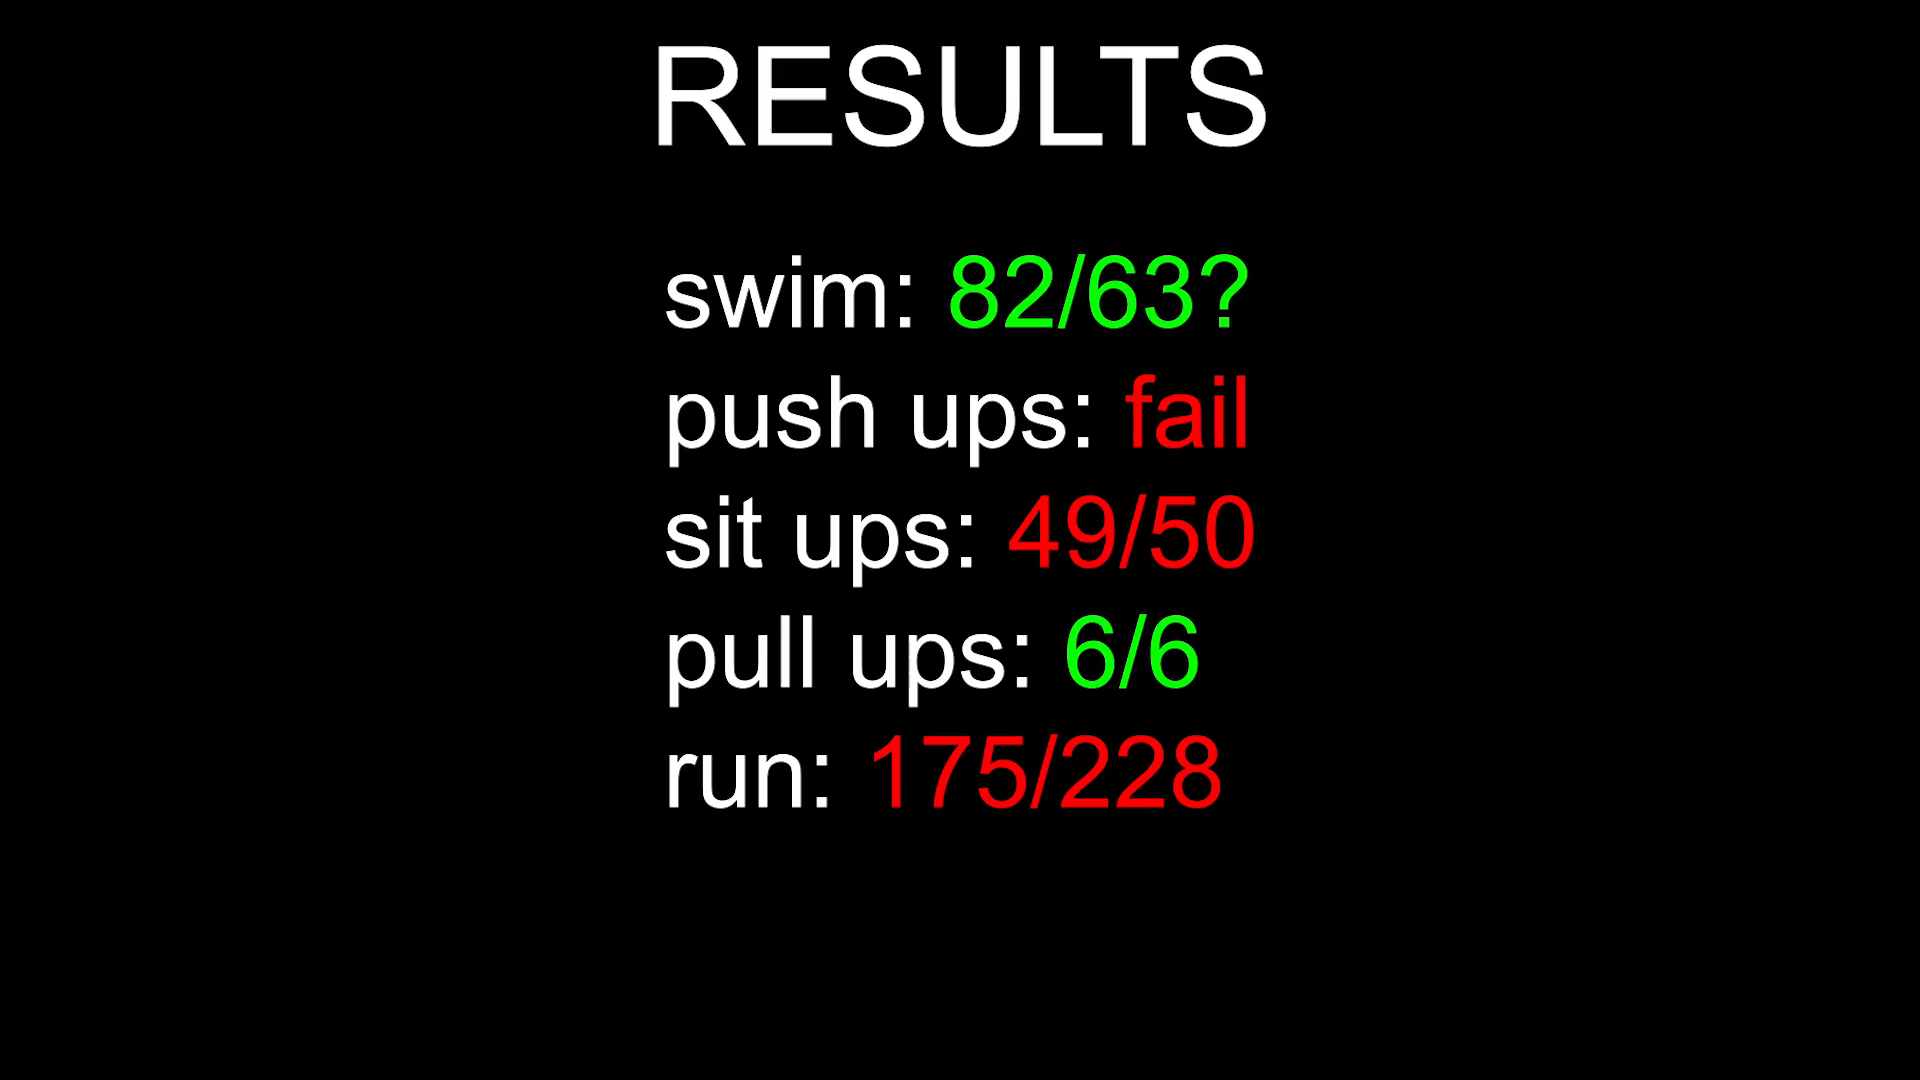 RESULTS
swim: 82/63?
push ups: fail
sit ups: 49/50
pull ups: 6/6
run: 175/228